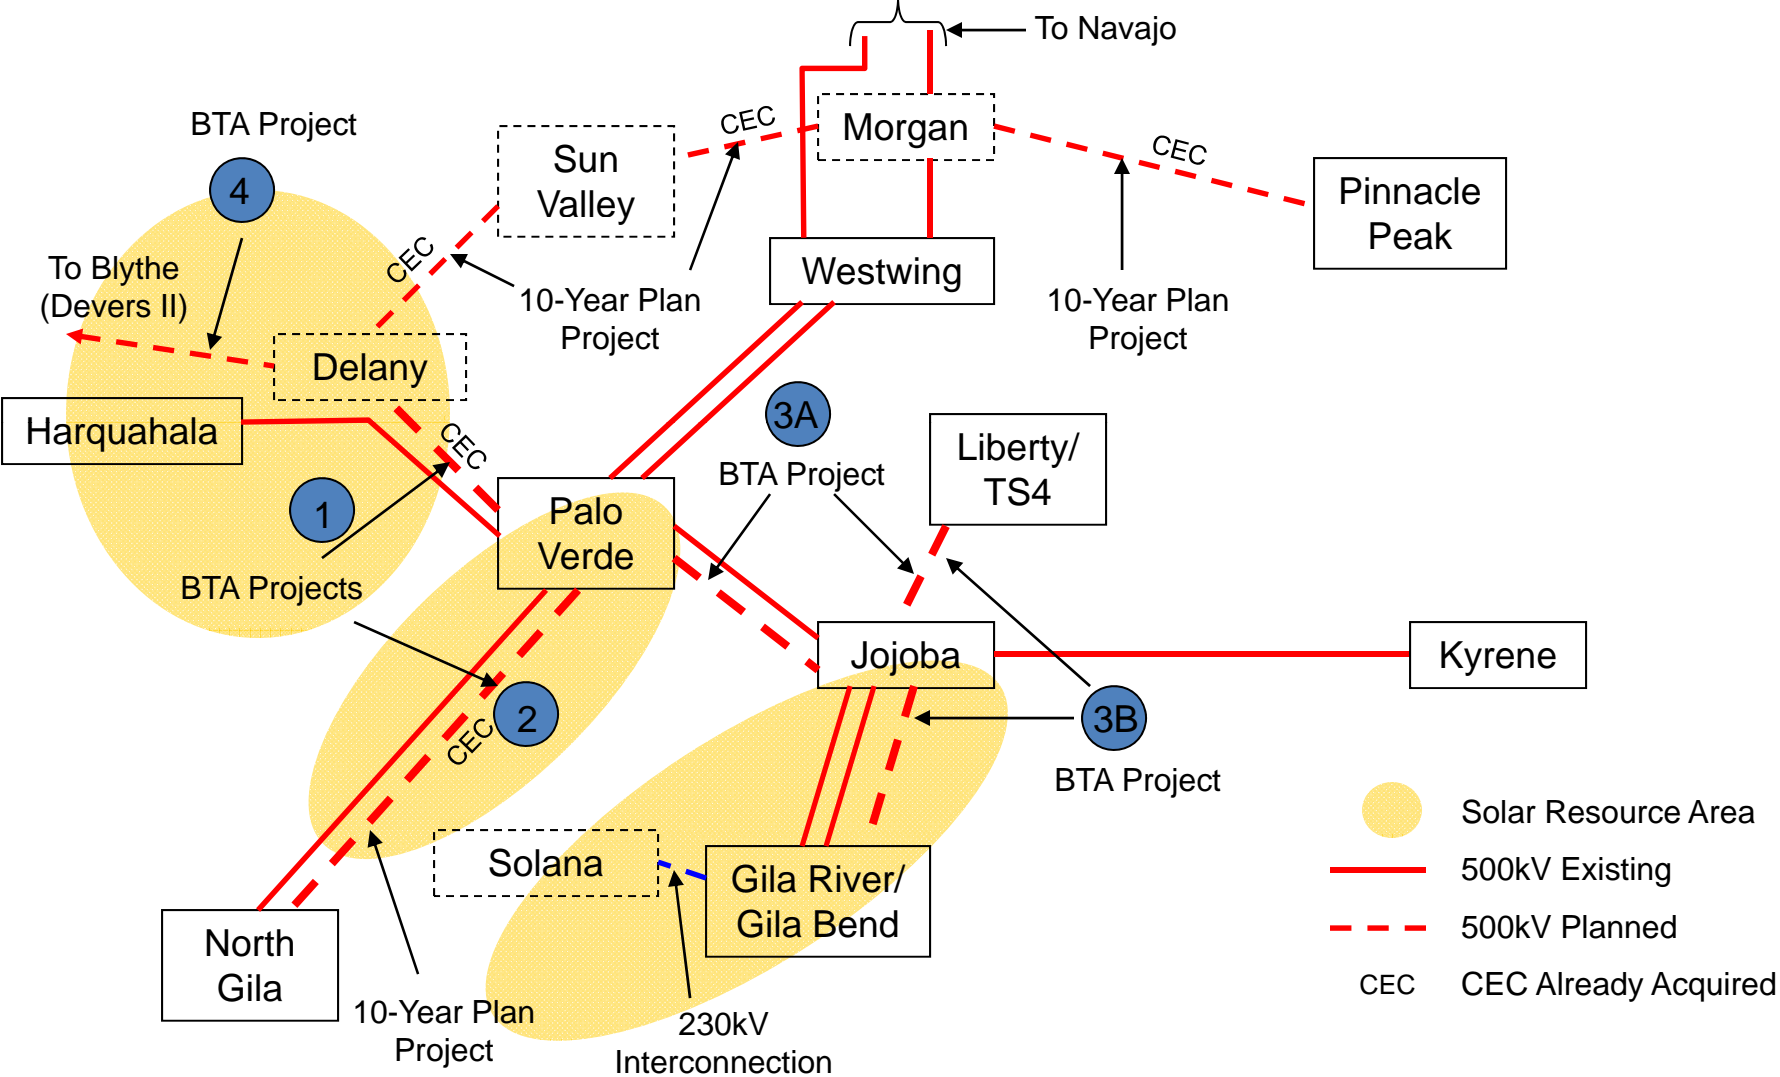 To Navajo
BTA Project
CEC
Morgan
CEC
Sun
Valley
4
Pinnacle
Peak
CEC
To Blythe
(Devers II)
Westwing
10-Year Plan
Project
10-Year Plan
Project
Delany
3A
Harquahala
CEC
Liberty/
TS4
BTA Project
1
Palo
Verde
BTA Projects
Jojoba
Kyrene
2
3B
CEC
BTA Project
Solar Resource Area
Solana
500kV Existing
Gila River/
Gila Bend
500kV Planned
North
Gila
CEC
CEC Already Acquired
10-Year Plan
Project
230kV
Interconnection